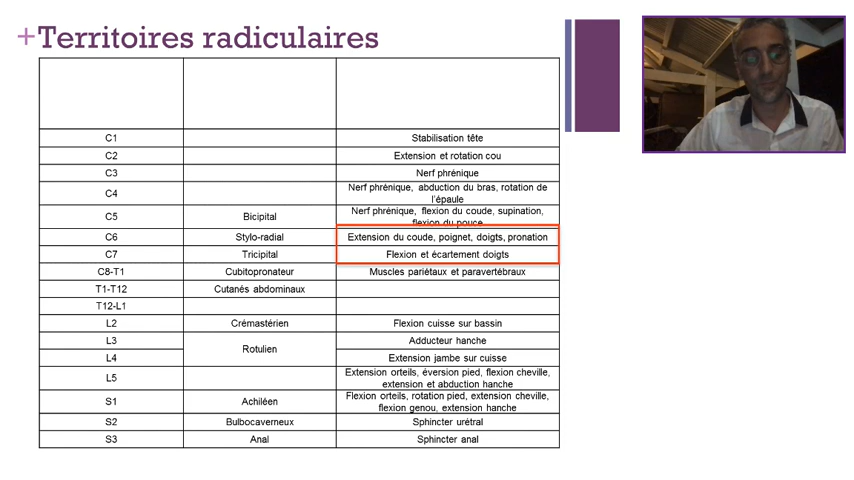 +Territoires radiculaires
C1 Stabilisation tête
C2 Extension et rotation cou
C3 Nerf phrénique
C4 Nerf phrénique, abduction du bras, rotation de
l'épaule
C5 Bicipital Nerf phrénique, flexion du coude, supination,
flexion du pouce
C6 Stylo-radial Extension du coude, poignet, doigts, pronation
C7 Tricipital Flexion et écartement doigts
C8-T1 Cubitopronateur Muscles pariétaux et paravertébraux
T1-T12 Cutanés abdominaux
T12-L1
L2 Crémastérien Flexion cuisse sur bassin
L3 Rotulien Adducteur hanche
L4 Extension jambe sur cuisse
L5 Extension orteils, éversion pied, flexion cheville,
extension et abduction hanche
S1 Achiléen Flexion orteils, rotation pied, extension cheville,
flexion genou, extension hanche
S2 Bulbocaverneux Sphincter urétral
S3 Anal Sphincter anal